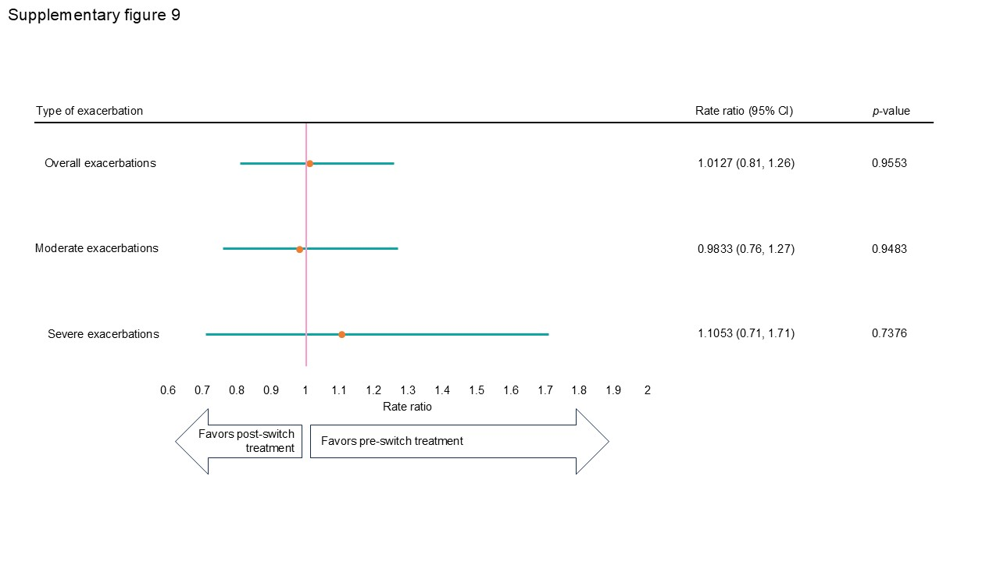 Supplementary figure 9
Type of exacerbation Rate ratio (95% CI) p-value
Overall exacerbations 1.0127 (0.81, 1.26) 0.9553
Moderate exacerbations 0.9833 (0.76, 1.27) 0.9483
Severe exacerbations 1.1053 (0.71, 1.71) 0.7376
0.6 0.7 0.8 0.9 1 1.1 1.2 1.3 1.4 1.5 1.6 1.7 1.8 1.9 2
Rate ratio
Favors post-switch
treatment
Favors pre-switch treatment